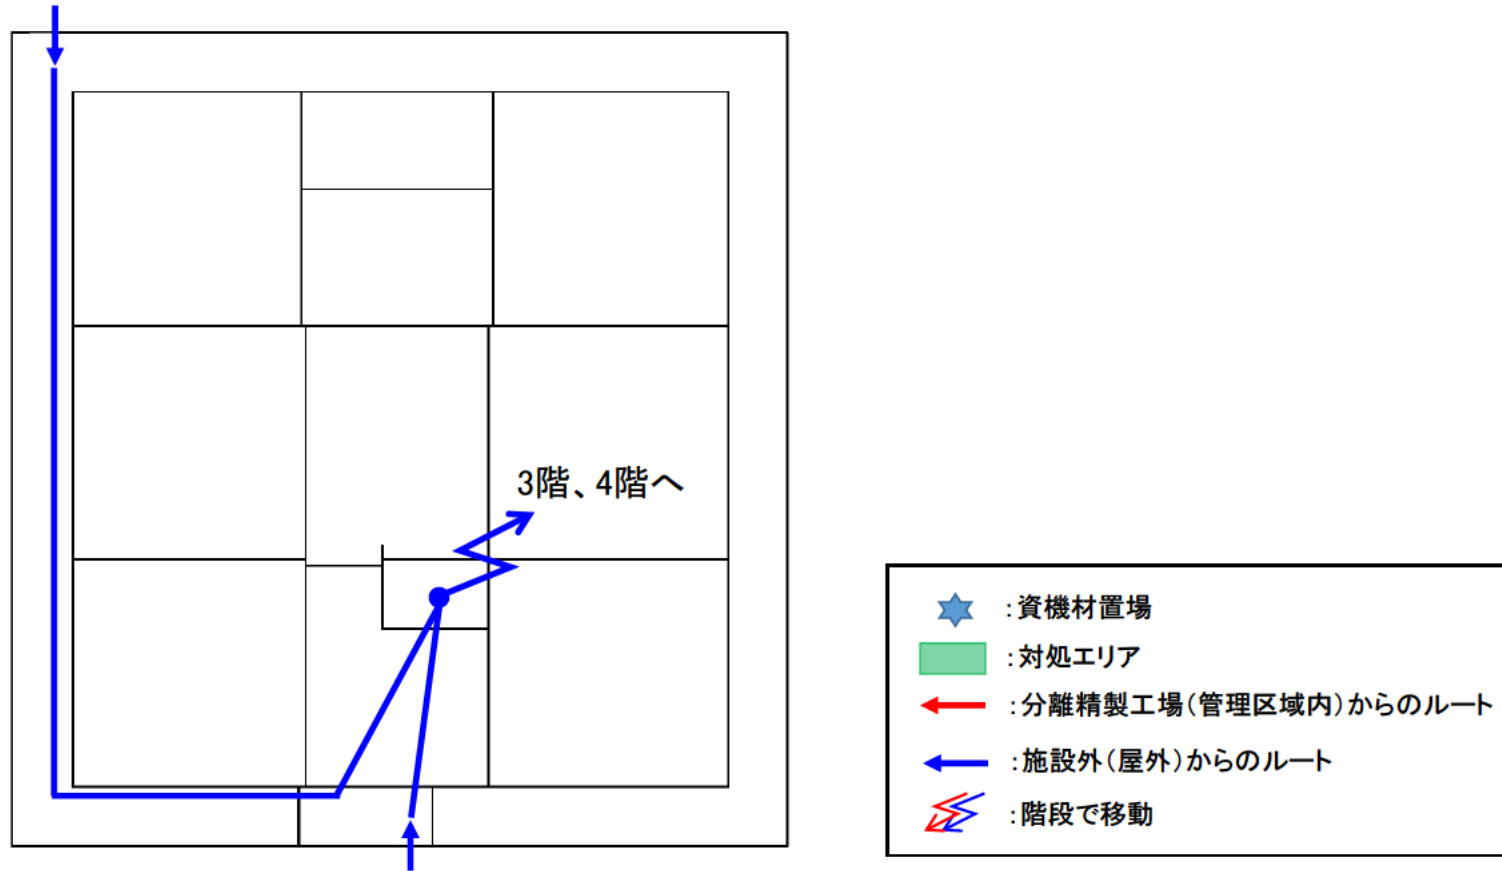 3階、4階へ
:資機材置場
:対処エリア
:分離精製工場(管理区域内)からのルート
:施設外(屋外)からのルート
:階段で移動